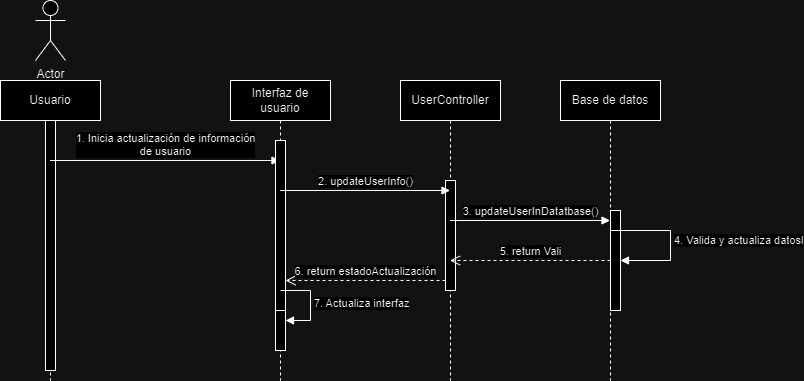 Actor
Usuario
Interfaz de
usuario
UserController
Base de datos
1. Inicia actualización de información
de usuario
2. updateUserInfo()
3. updateUserInDatatbase()
4. Valida y actualiza datosl
5. return Vali
6. return estadoActualización
7. Actualiza interfaz